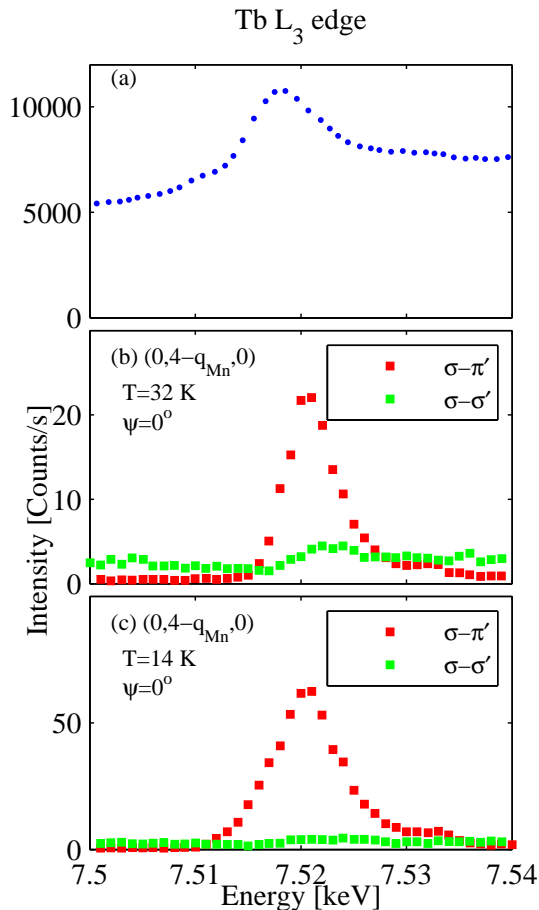 Tb L3 edge
(a)
10000
5000
0
(b) (0,4−qMn,0)
T=32 K
ψ=0o
σ−π′
σ−σ′
20
10
0
Intensity [Counts/s]
(c) (0,4−qMn,0)
T=14 K
ψ=0o
σ−π′
σ−σ′
50
0
7.5 7.51 7.52 7.53 7.54
Energy [keV]